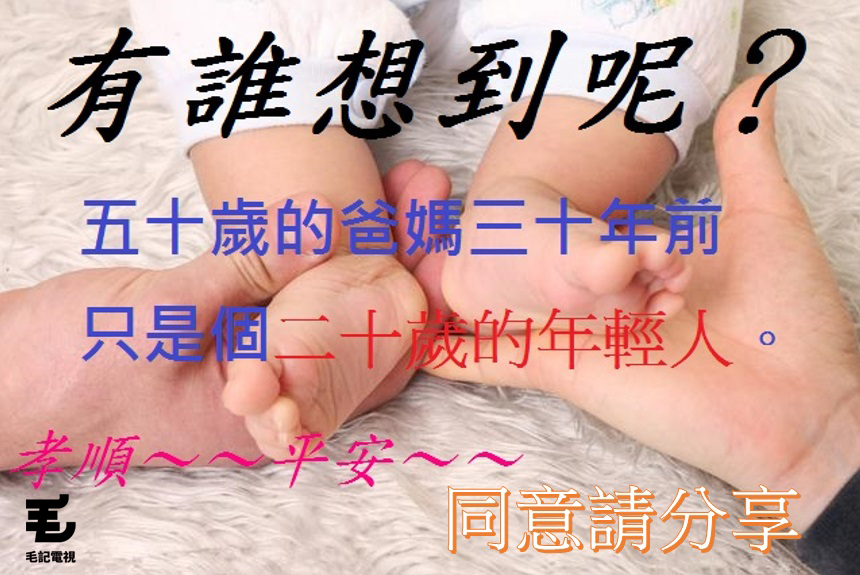 有誰想到呢?
五十歲的爸媽三十年前
只是個二十歲的年輕人。
孝順~~平安~~
毛
毛記電視
同意請分享